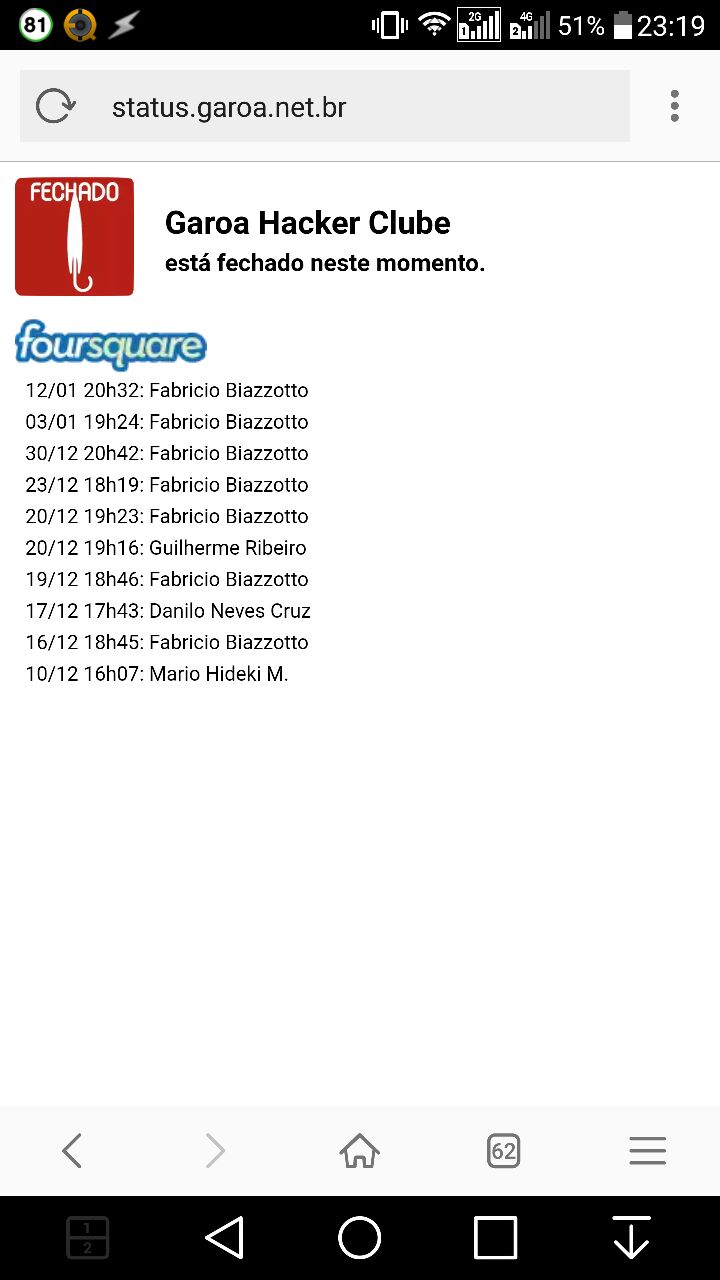 81 2G 1 4G 2 51% 23:19
status.garoa.net.br
FECHADO
Garoa Hacker Clube
está fechado neste momento.
foursquare
12/01 20h32: Fabricio Biazzotto
03/01 19h24: Fabricio Biazzotto
30/12 20h42: Fabricio Biazzotto
23/12 18h19: Fabricio Biazzotto
20/12 19h23: Fabricio Biazzotto
20/12 19h16: Guilherme Ribeiro
19/12 18h46: Fabricio Biazzotto
17/12 17h43: Danilo Neves Cruz
16/12 18h45: Fabricio Biazzotto
10/12 16h07: Mario Hideki M.
62
1
2